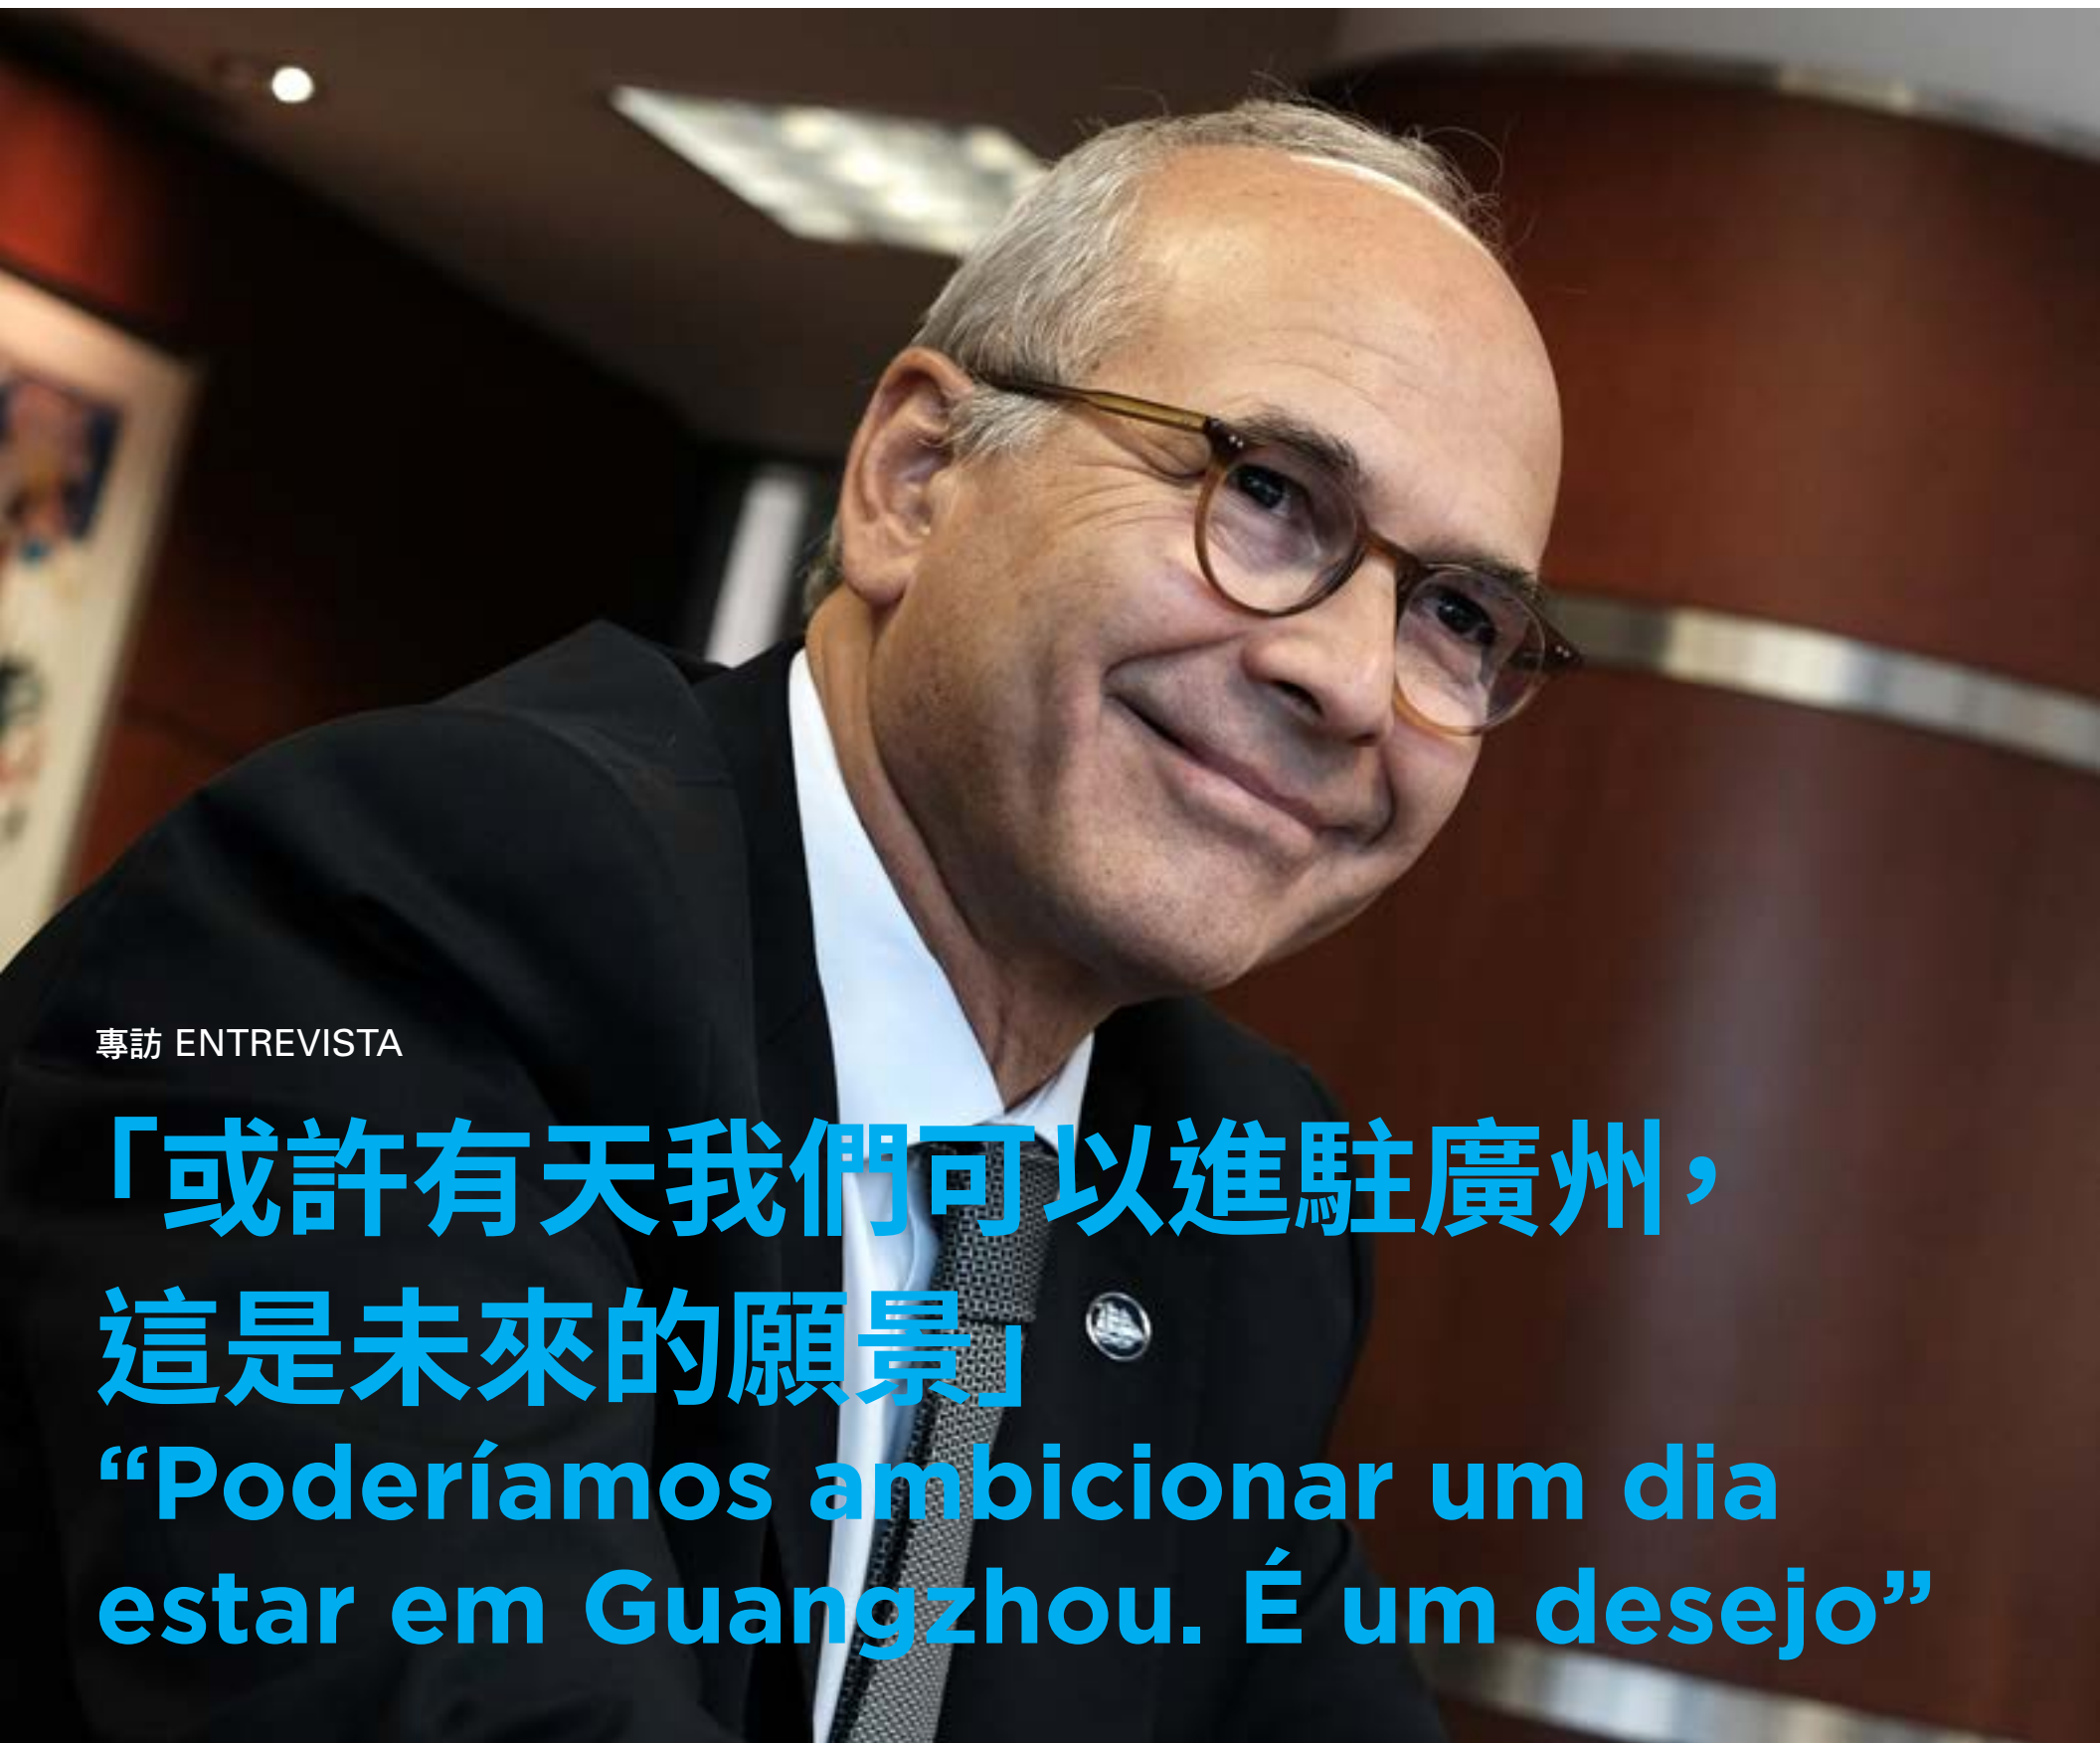 專訪 ENTREVISTA
「或許有天我們可以進駐廣州，
這是未來的願景」
“Poderíamos ambicionar um dia
estar em Guangzhou. É um desejo”